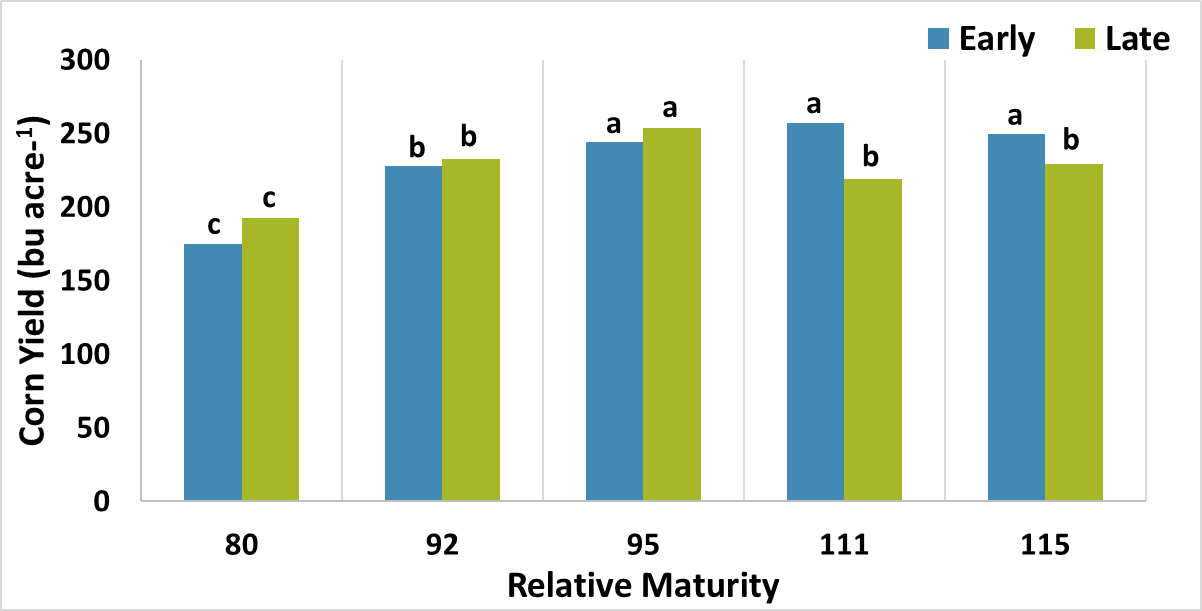 Early Late
300
250
200
150
100
50
0
Corn Yield (bu acre-¹)
c c b b a a a b a b
80 92 95 111 115
Relative Maturity